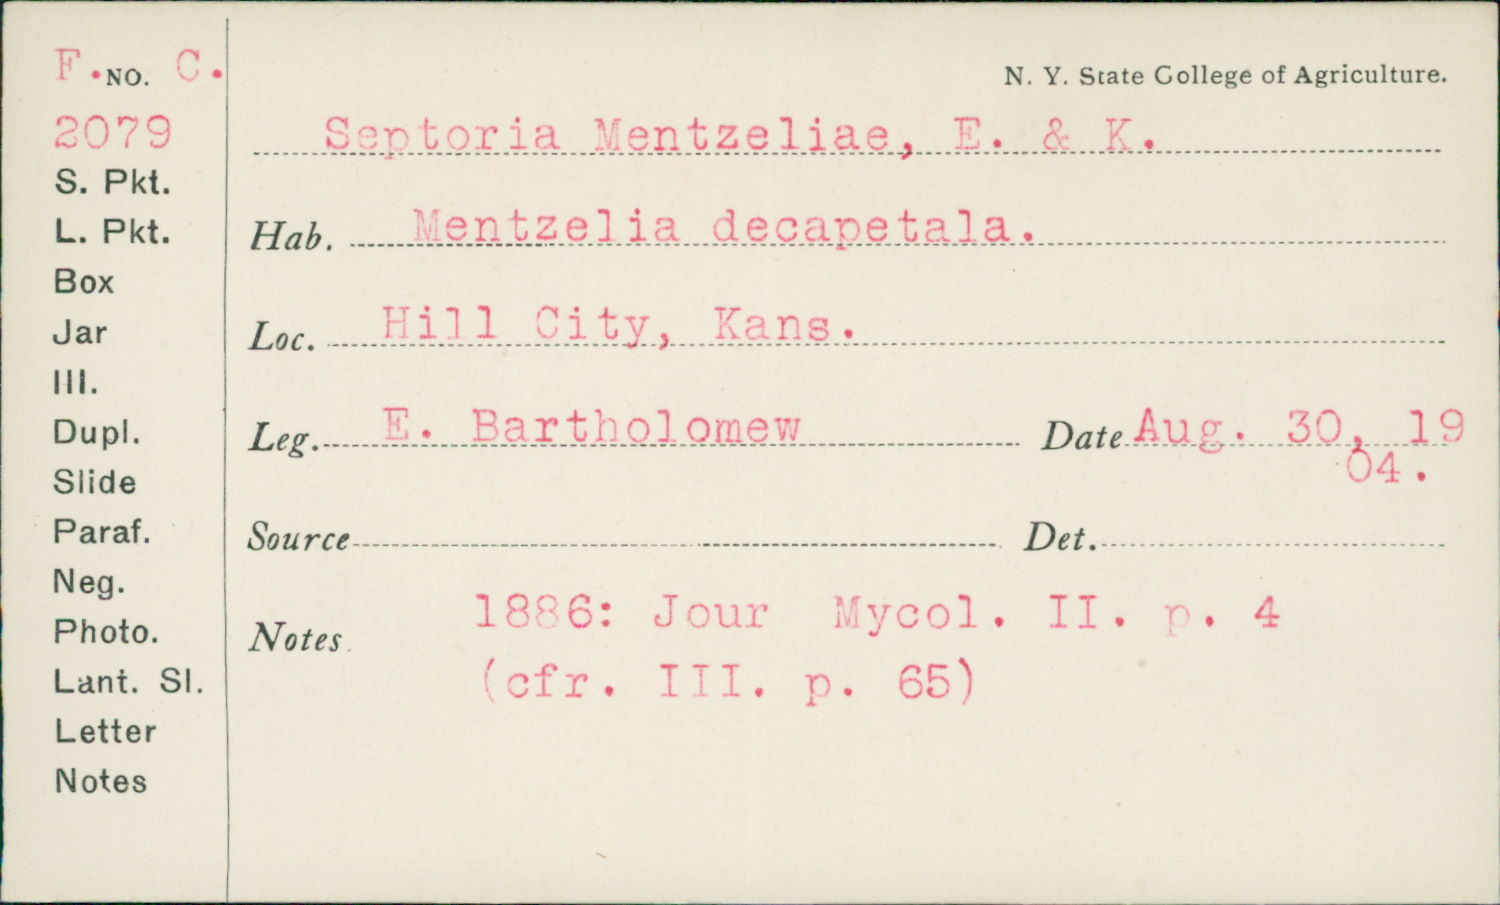 F. NO. C.
N. Y. State College of Agriculture.
2079
Septoria Mentzeliae, E. & K.
S. Pkt.
L. Pkt.
Hab. Mentzelia decapetala.
Box
Jar
Loc. Hill City, Kans.
Ill.
Dupl.
Leg. E. Bartholomew Date Aug. 30, 19
04.
Slide
Paraf.
Source Det.
Neg.
1886: Jour Mycol. II. p. 4
Photo.
Notes
(cfr. III. p. 65)
Lant. Sl.
Letter
Notes